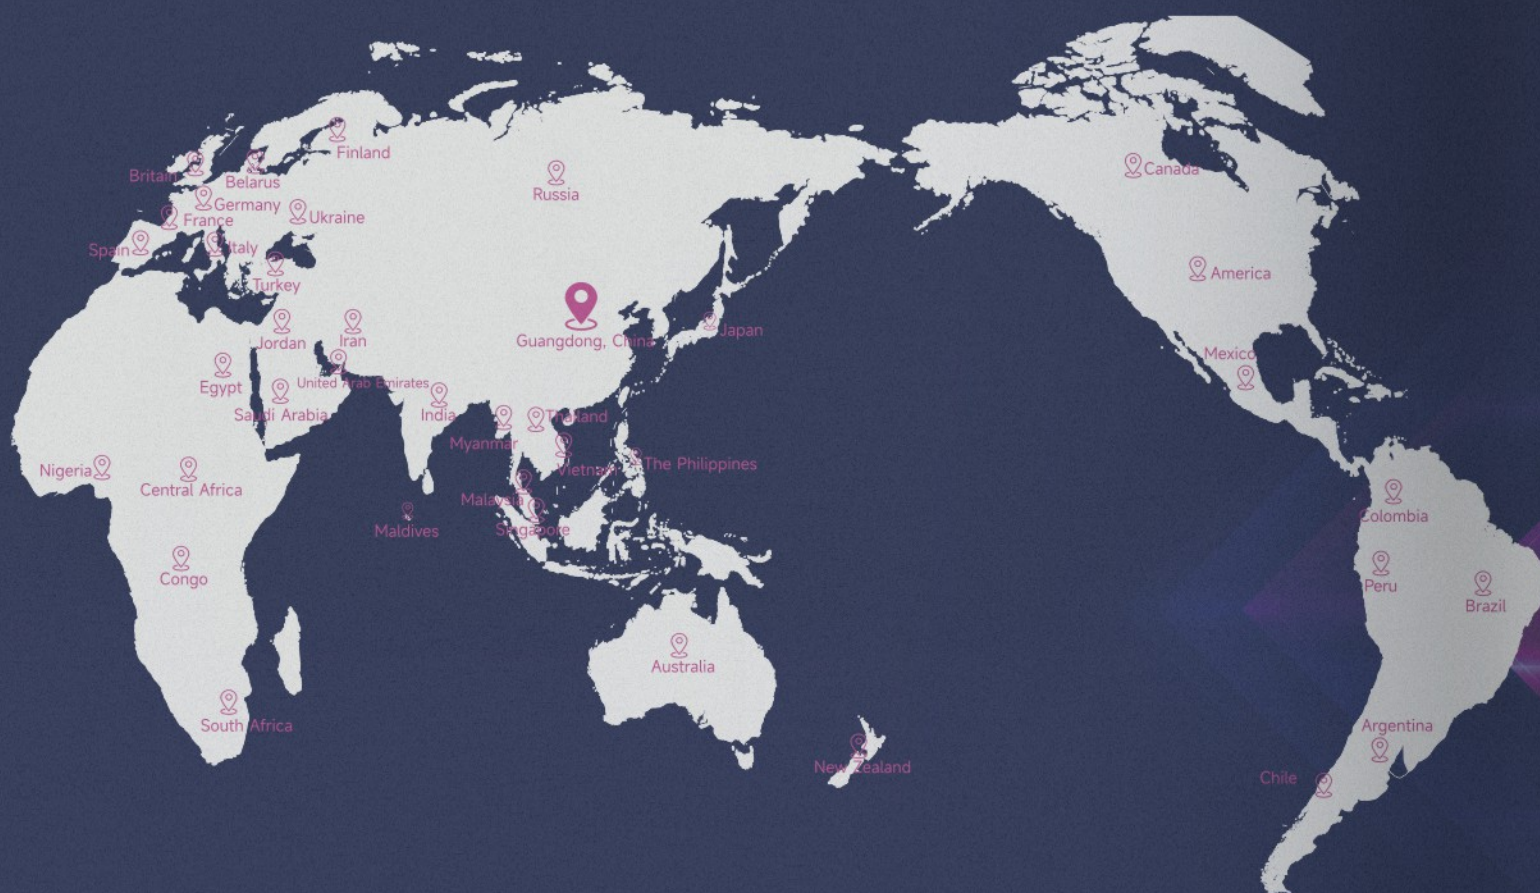 Finland
Britain
Belarus
Russia
Canada
Germany
France
Ukraine
Spain
Italy
Turkey
America
Jordan
Iran
Guangdong, China
Japan
Mexico
Egypt
United Arab Emirates
Saudi Arabia
India
Thailand
Myanmar
Vietnam
The Philippines
Nigeria
Central Africa
Malaysia
Singapore
Maldives
Colombia
Congo
Peru
Brazil
Australia
South Africa
New Zealand
Argentina
Chile